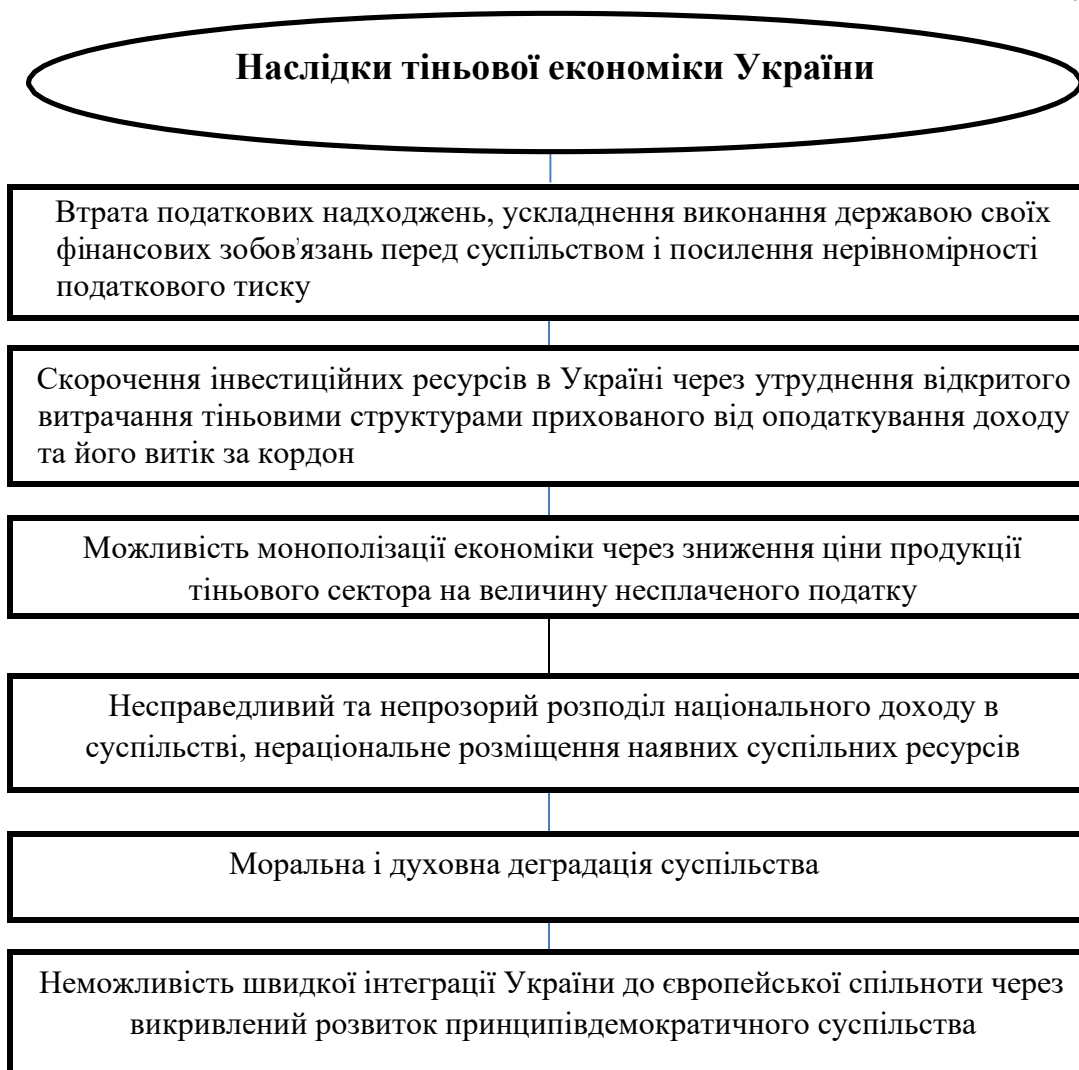 Наслідки тіньової економіки України
Втрата податкових надходжень, ускладнення виконання державою своїх
фінансових зобов'язань перед суспільством і посилення нерівномірності
податкового тиску
Скорочення інвестиційних ресурсів в Україні через утруднення відкритого
витрачання тіньовими структурами прихованого від оподаткування доходу
та його витік за кордон
Можливість монополізації економіки через зниження ціни продукції
тіньового сектора на величину несплаченого податку
Несправедливий та непрозорий розподіл національного доходу в
суспільстві, нераціональне розміщення наявних суспільних ресурсів
Моральна і духовна деградація суспільства
Неможливість швидкої інтеграції України до європейської спільноти через
викривлений розвиток принципівдемократичного суспільства